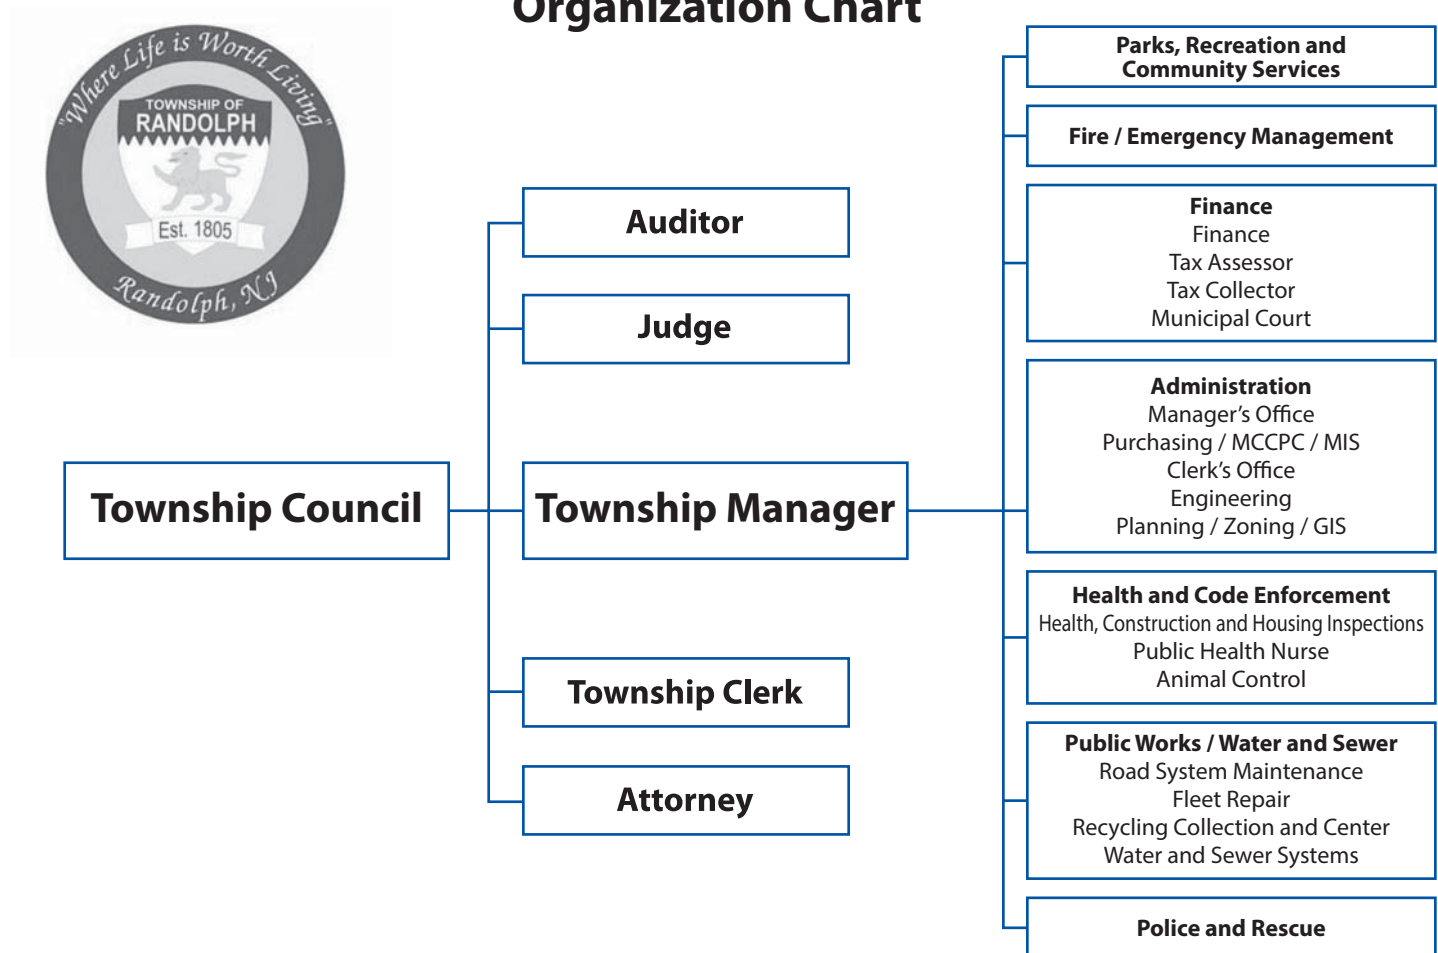 Organization Chart
"Where Life is Worth Living"
TOWNSHIP OF
RANDOLPH
Est. 1805
Randolph, NJ
Township Council
Auditor
Judge
Township Manager
Township Clerk
Attorney
Parks, Recreation and
Community Services
Fire / Emergency Management
Finance
Finance
Tax Assessor
Tax Collector
Municipal Court
Administration
Manager’s Office
Purchasing / MCCPC / MIS
Clerk’s Office
Engineering
Planning / Zoning / GIS
Health and Code Enforcement
Health, Construction and Housing Inspections
Public Health Nurse
Animal Control
Public Works / Water and Sewer
Road System Maintenance
Fleet Repair
Recycling Collection and Center
Water and Sewer Systems
Police and Rescue